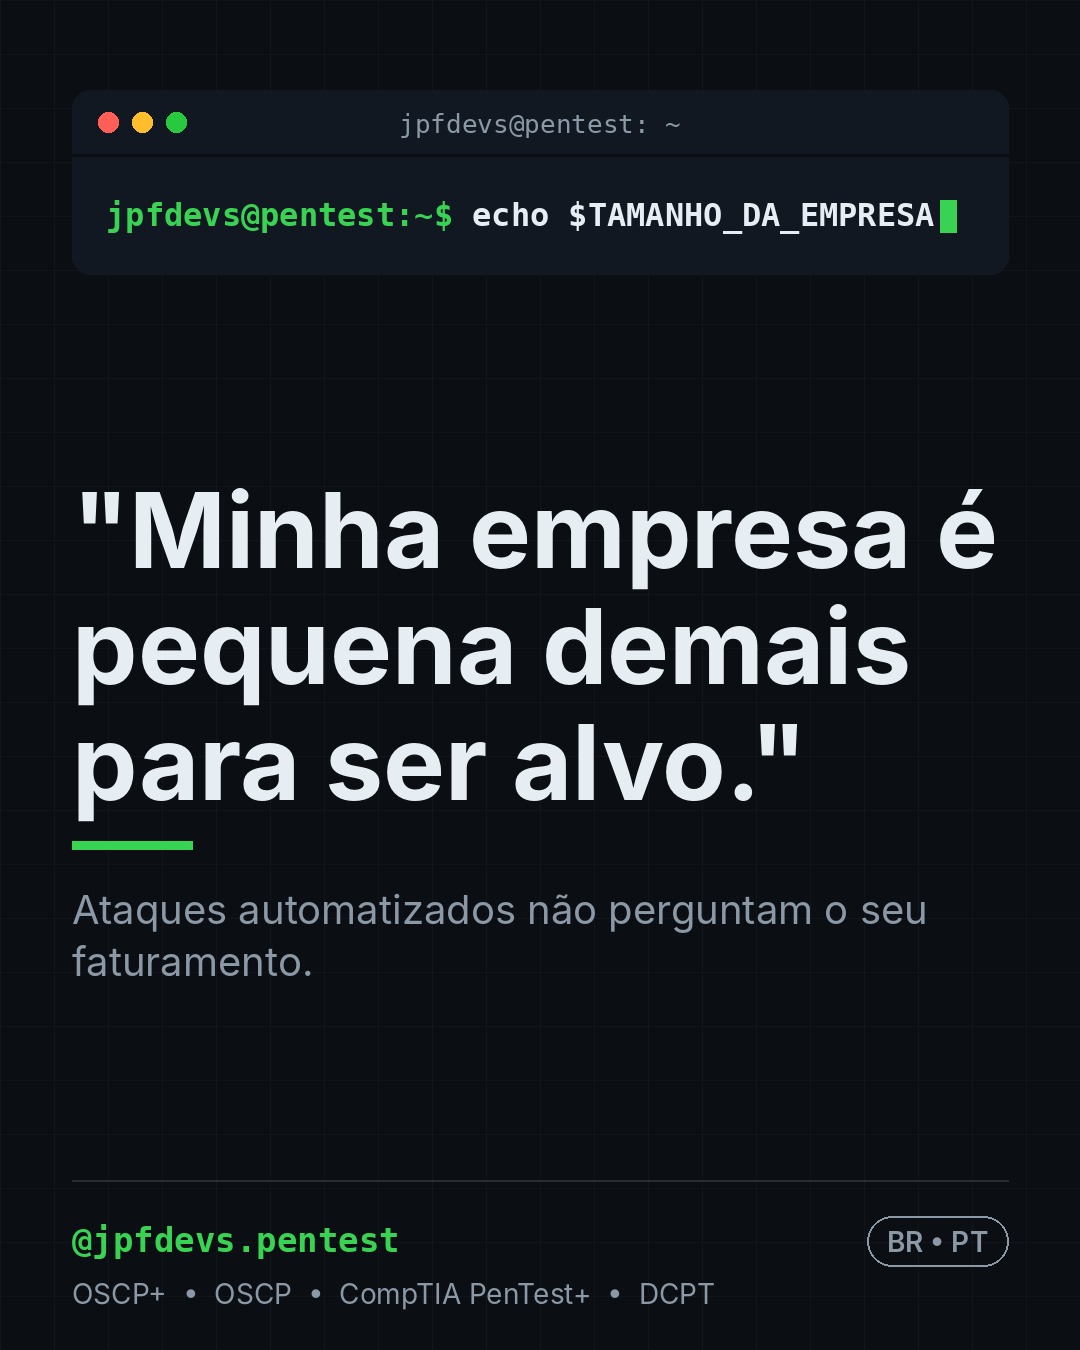 jpfdevs@pentest: ~
jpfdevs@pentest:~$ echo $TAMANHO_DA_EMPRESA
"Minha empresa é
pequena demais
para ser alvo."
Ataques automatizados não perguntam o seu
faturamento.
@jpfdevs.pentest
BR • PT
OSCP+ • OSCP • CompTIA PenTest+ • DCPT